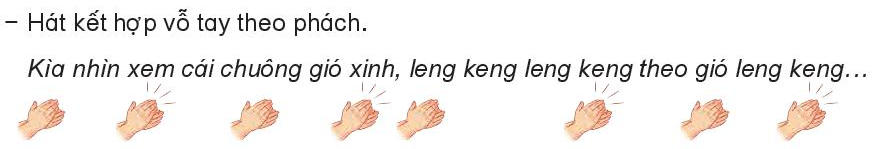 – Hát kết hợp vỗ tay theo phách.
Kìa nhìn xem cái chuông gió xinh, leng keng leng keng theo gió leng keng...